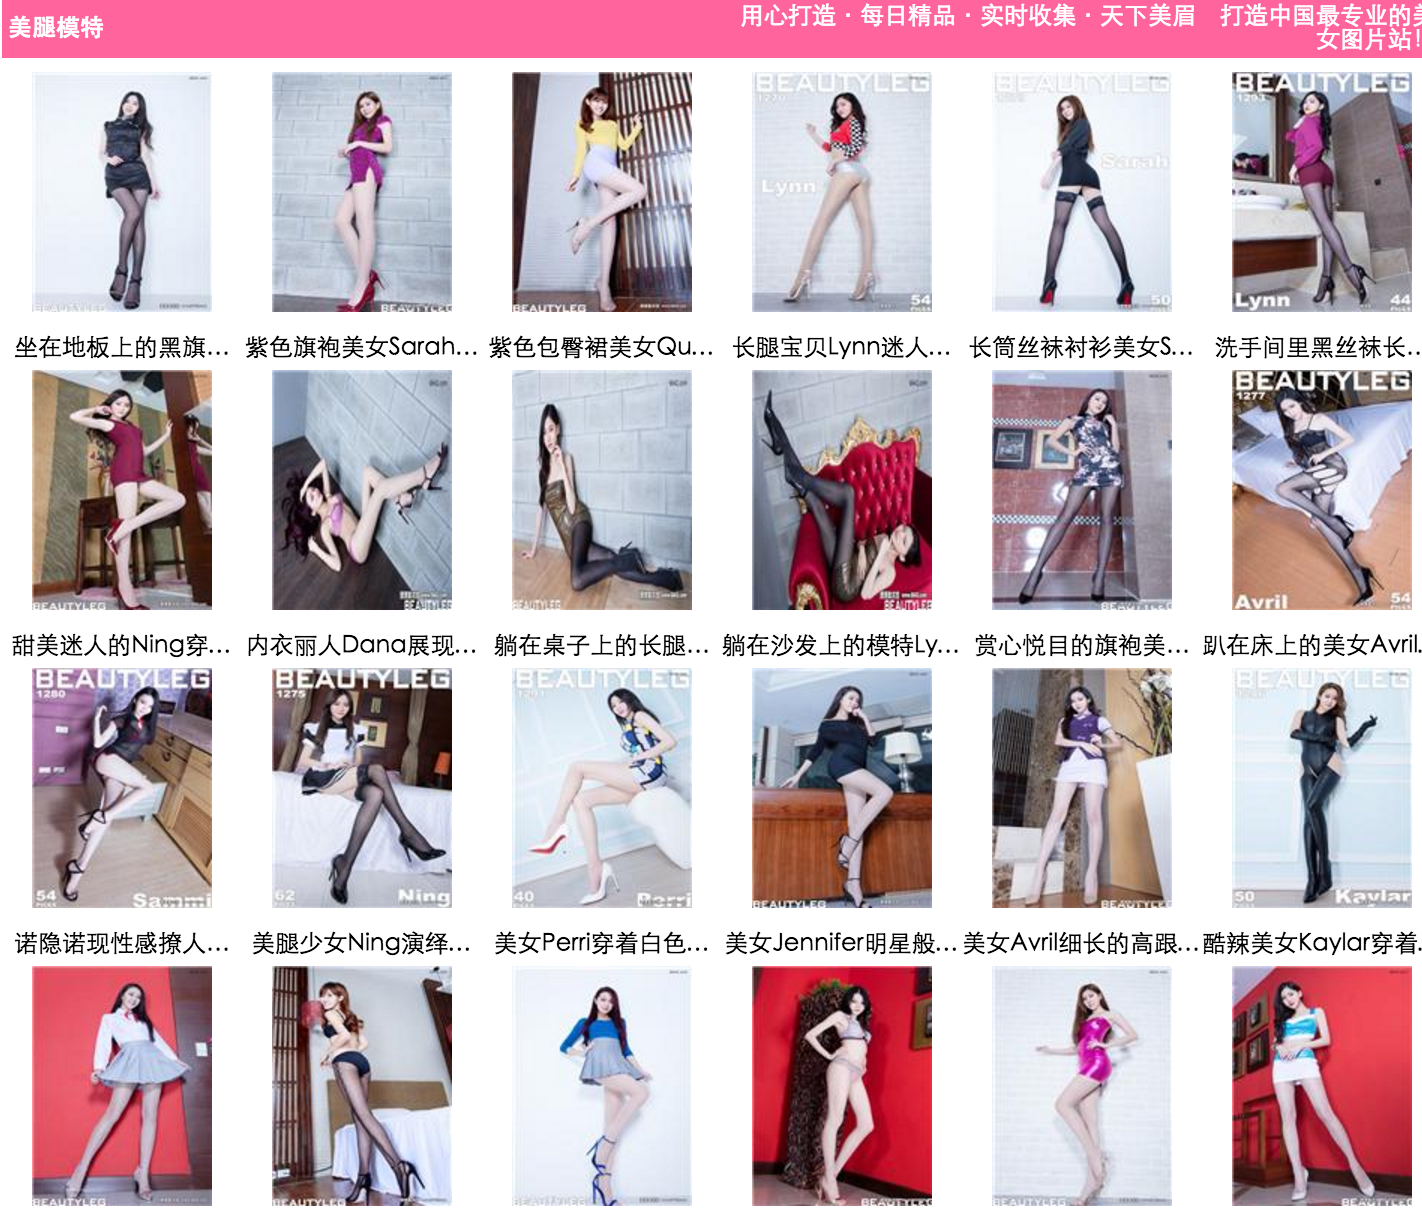 美腿模特
用心打造 · 每日精品 · 实时收集 · 天下美眉 打造中国最专业的美
女图片站!
BEAUTYLEG
BEAUTYLEG
BEAUTYLEG
BEAUTYLEG
1270
Lynn
54
BEAUTYLEG
Sarah
50
BEAUTYLEG
1293
Lynn
44
坐在地板上的黑旗...
紫色旗袍美女Sarah...
紫色包臀裙美女Qu...
长腿宝贝Lynn迷人...
长筒丝袜衬衫美女S...
洗手间里黑丝袜长...
BEAUTYLEG
BEAUTYLEG
BEAUTYLEG
BEAUTYLEG
BEAUTYLEG
1277
Avril
54
甜美迷人的Ning穿...
内衣丽人Dana展现...
躺在桌子上的长腿...
躺在沙发上的模特Ly...
赏心悦目的旗袍美...
趴在床上的美女Avril.
BEAUTYLEG
1280
54
Sammi
BEAUTYLEG
1275
62
Ning
BEAUTYLEG
40
BEAUTYLEG
BEAUTYLEG
BEAUTYLEG
50
Kaylar
诺隐诺现性感撩人...
美腿少女Ning演绎...
美女Perri穿着白色...
美女Jennifer明星般...
美女Avril细长的高跟...
酷辣美女Kaylar穿着.
BEAUTYLEG
BEAUTYLEG
BEAUTYLEG
BEAUTYLEG
BEAUTYLEG
BEAUTYLEG